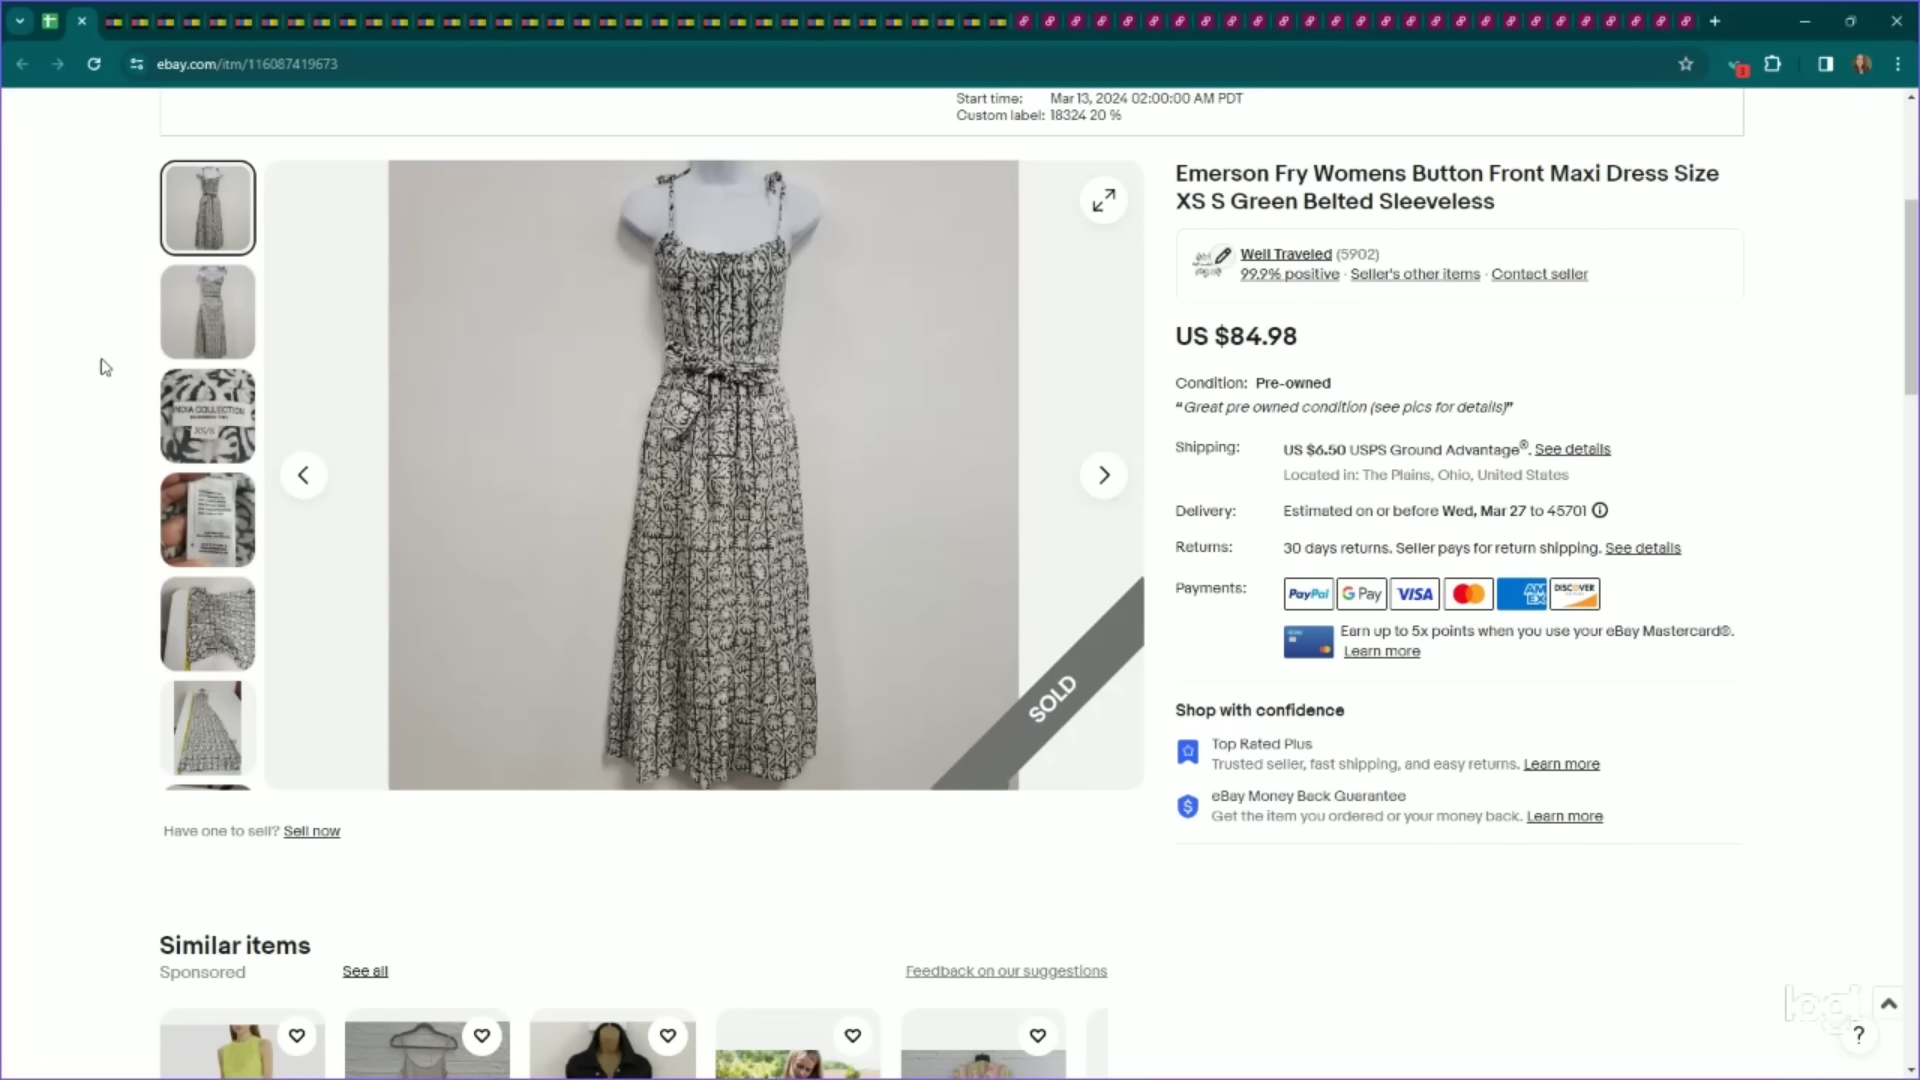 ebay.com/itm/116087419673
Start time: Mar 13, 2024 02:00:00 AM PDT
Custom label: 18324 20 %
Emerson Fry Womens Button Front Maxi Dress Size
XS S Green Belted Sleeveless
Well Traveled (5902)
99.9% positive · Seller's other items · Contact seller
US $84.98
Condition: Pre-owned
“Great pre owned condition (see pics for details)”
Shipping: US $6.50 USPS Ground Advantage®. See details
Located in: The Plains, Ohio, United States
Delivery: Estimated on or before Wed, Mar 27 to 45701
Returns: 30 days returns. Seller pays for return shipping. See details
Payments: PayPal G Pay VISA AM EX DISCOVER
Earn up to 5x points when you use your eBay Mastercard®.
Learn more
Shop with confidence
Top Rated Plus
Trusted seller, fast shipping, and easy returns. Learn more
eBay Money Back Guarantee
Get the item you ordered or your money back. Learn more
SOLD
COLLECTION
XS/S
Have one to sell? Sell now
Similar items
Sponsored See all Feedback on our suggestions
logi
?